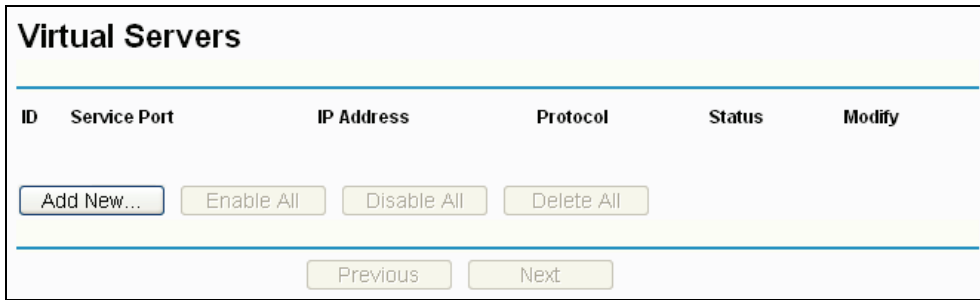 Virtual Servers
ID Service Port IP Address Protocol Status Modify
Add New... Enable All Disable All Delete All
Previous Next